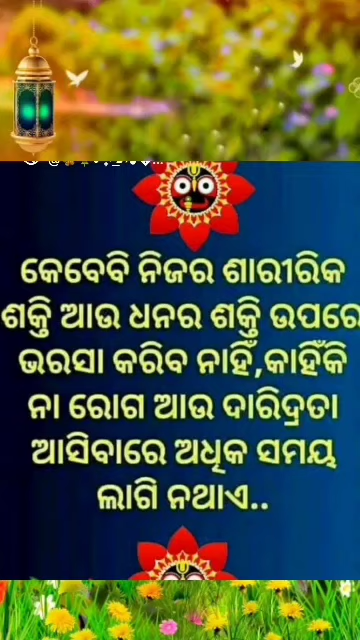 କେବେବି ନିଜର ଶାରୀରିକ
ଶକ୍ତି ଆଉ ଧନର ଶକ୍ତି ଉପରେ
ଭରସା କରିବ ନାହିଁ,କାହିଁକି
ନା ରୋଗ ଆଉ ଦାରିଦ୍ରତା
ଆସିବାରେ ଅଧିକ ସମୟ
ଲାଗି ନଥାଏ..